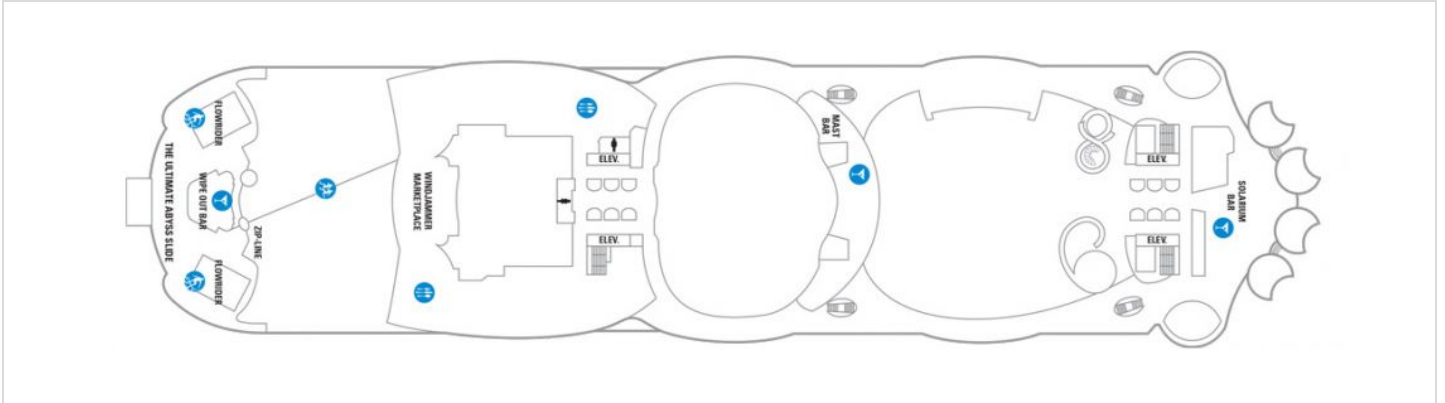 FLOWRIDER
THE ULTIMATE ABYSS SLIDE
WIPE OUT BAR
ZIP-LINE
FLOWRIDER
WINDJAMMER
MARKETPLACE
ELEV.
ELEV.
MAST
BAR
ELEV.
ELEV.
SOLARIUM
BAR